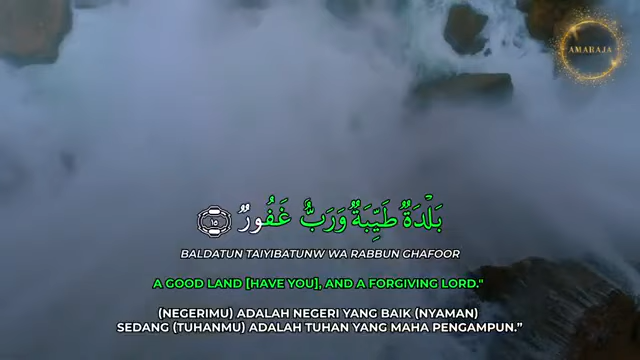 AMARAJA
بَلْدَةٌ طَيِّبَةٌ وَرَبٌّ غَفُورٌ ١٥
BALDATUN TAIYIBATUNW WA RABBUN GHAFOOR
A GOOD LAND [HAVE YOU], AND A FORGIVING LORD."
(NEGERIMU) ADALAH NEGERI YANG BAIK (NYAMAN)
SEDANG (TUHANMU) ADALAH TUHAN YANG MAHA PENGAMPUN.”